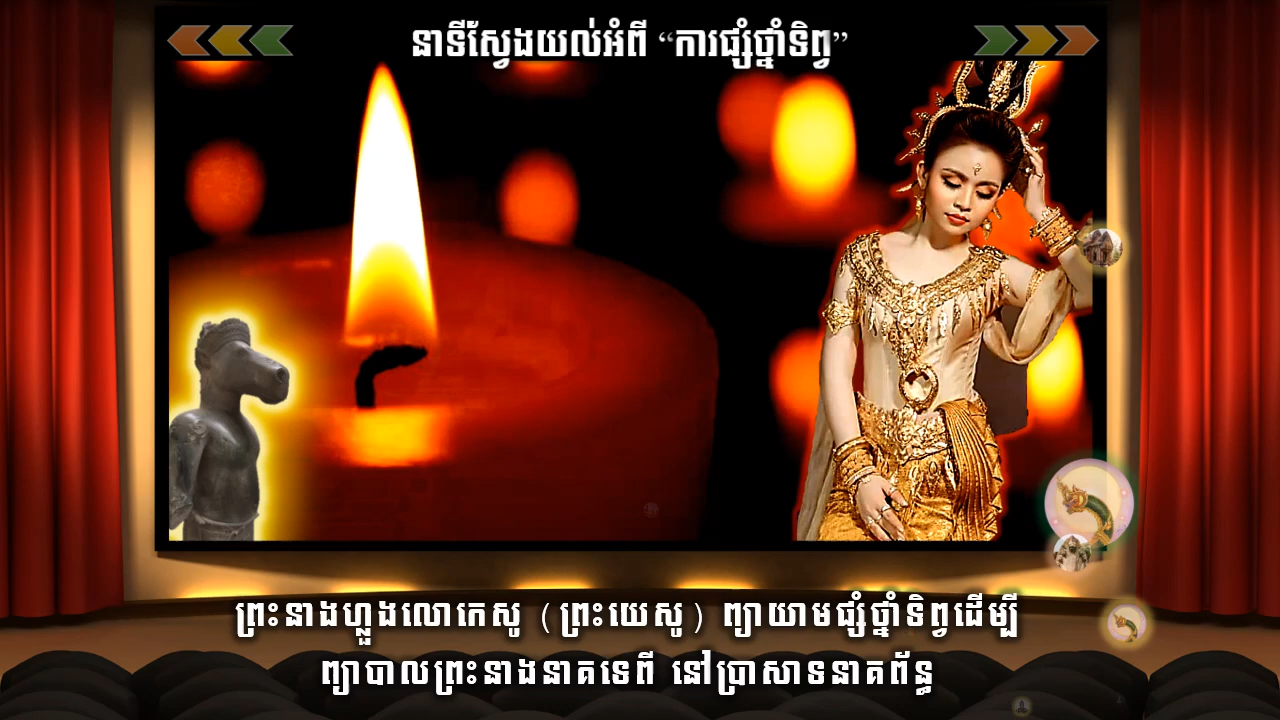 នាទីស្វែងយល់អំពី “ការផ្សំថ្នាំទិព្វ”
ព្រះនាងហ្លួងលោកេសូ (ព្រះយេសូ) ព្យាយាមផ្សំថ្នាំទិព្វដើម្បី
ព្យាបាលព្រះនាងនាគទេពី នៅប្រាសាទនាគព័ន្ធ